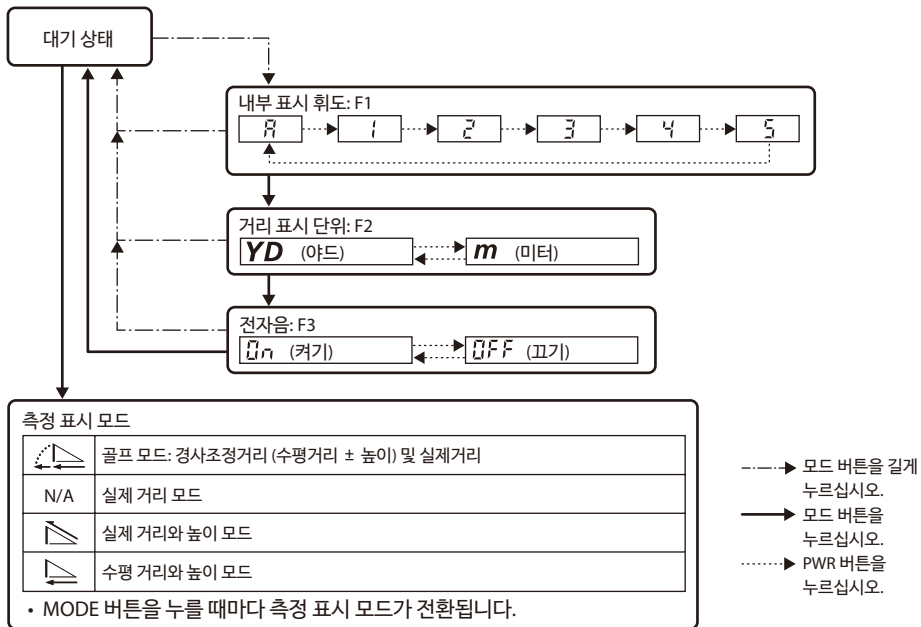 대기 상태
내부 표시 휘도: F1
A 1 2 3 4 5
거리 표시 단위: F2
YD (야드) m (미터)
전자음: F3
On (켜기) OFF (끄기)
측정 표시 모드
골프 모드: 경사조정거리 (수평거리 ± 높이) 및 실제거리
N/A 실제 거리 모드
실제 거리와 높이 모드
수평 거리와 높이 모드
• MODE 버튼을 누를 때마다 측정 표시 모드가 전환됩니다.
모드 버튼을 길게
누르십시오.
모드 버튼을
누르십시오.
PWR 버튼을
누르십시오.